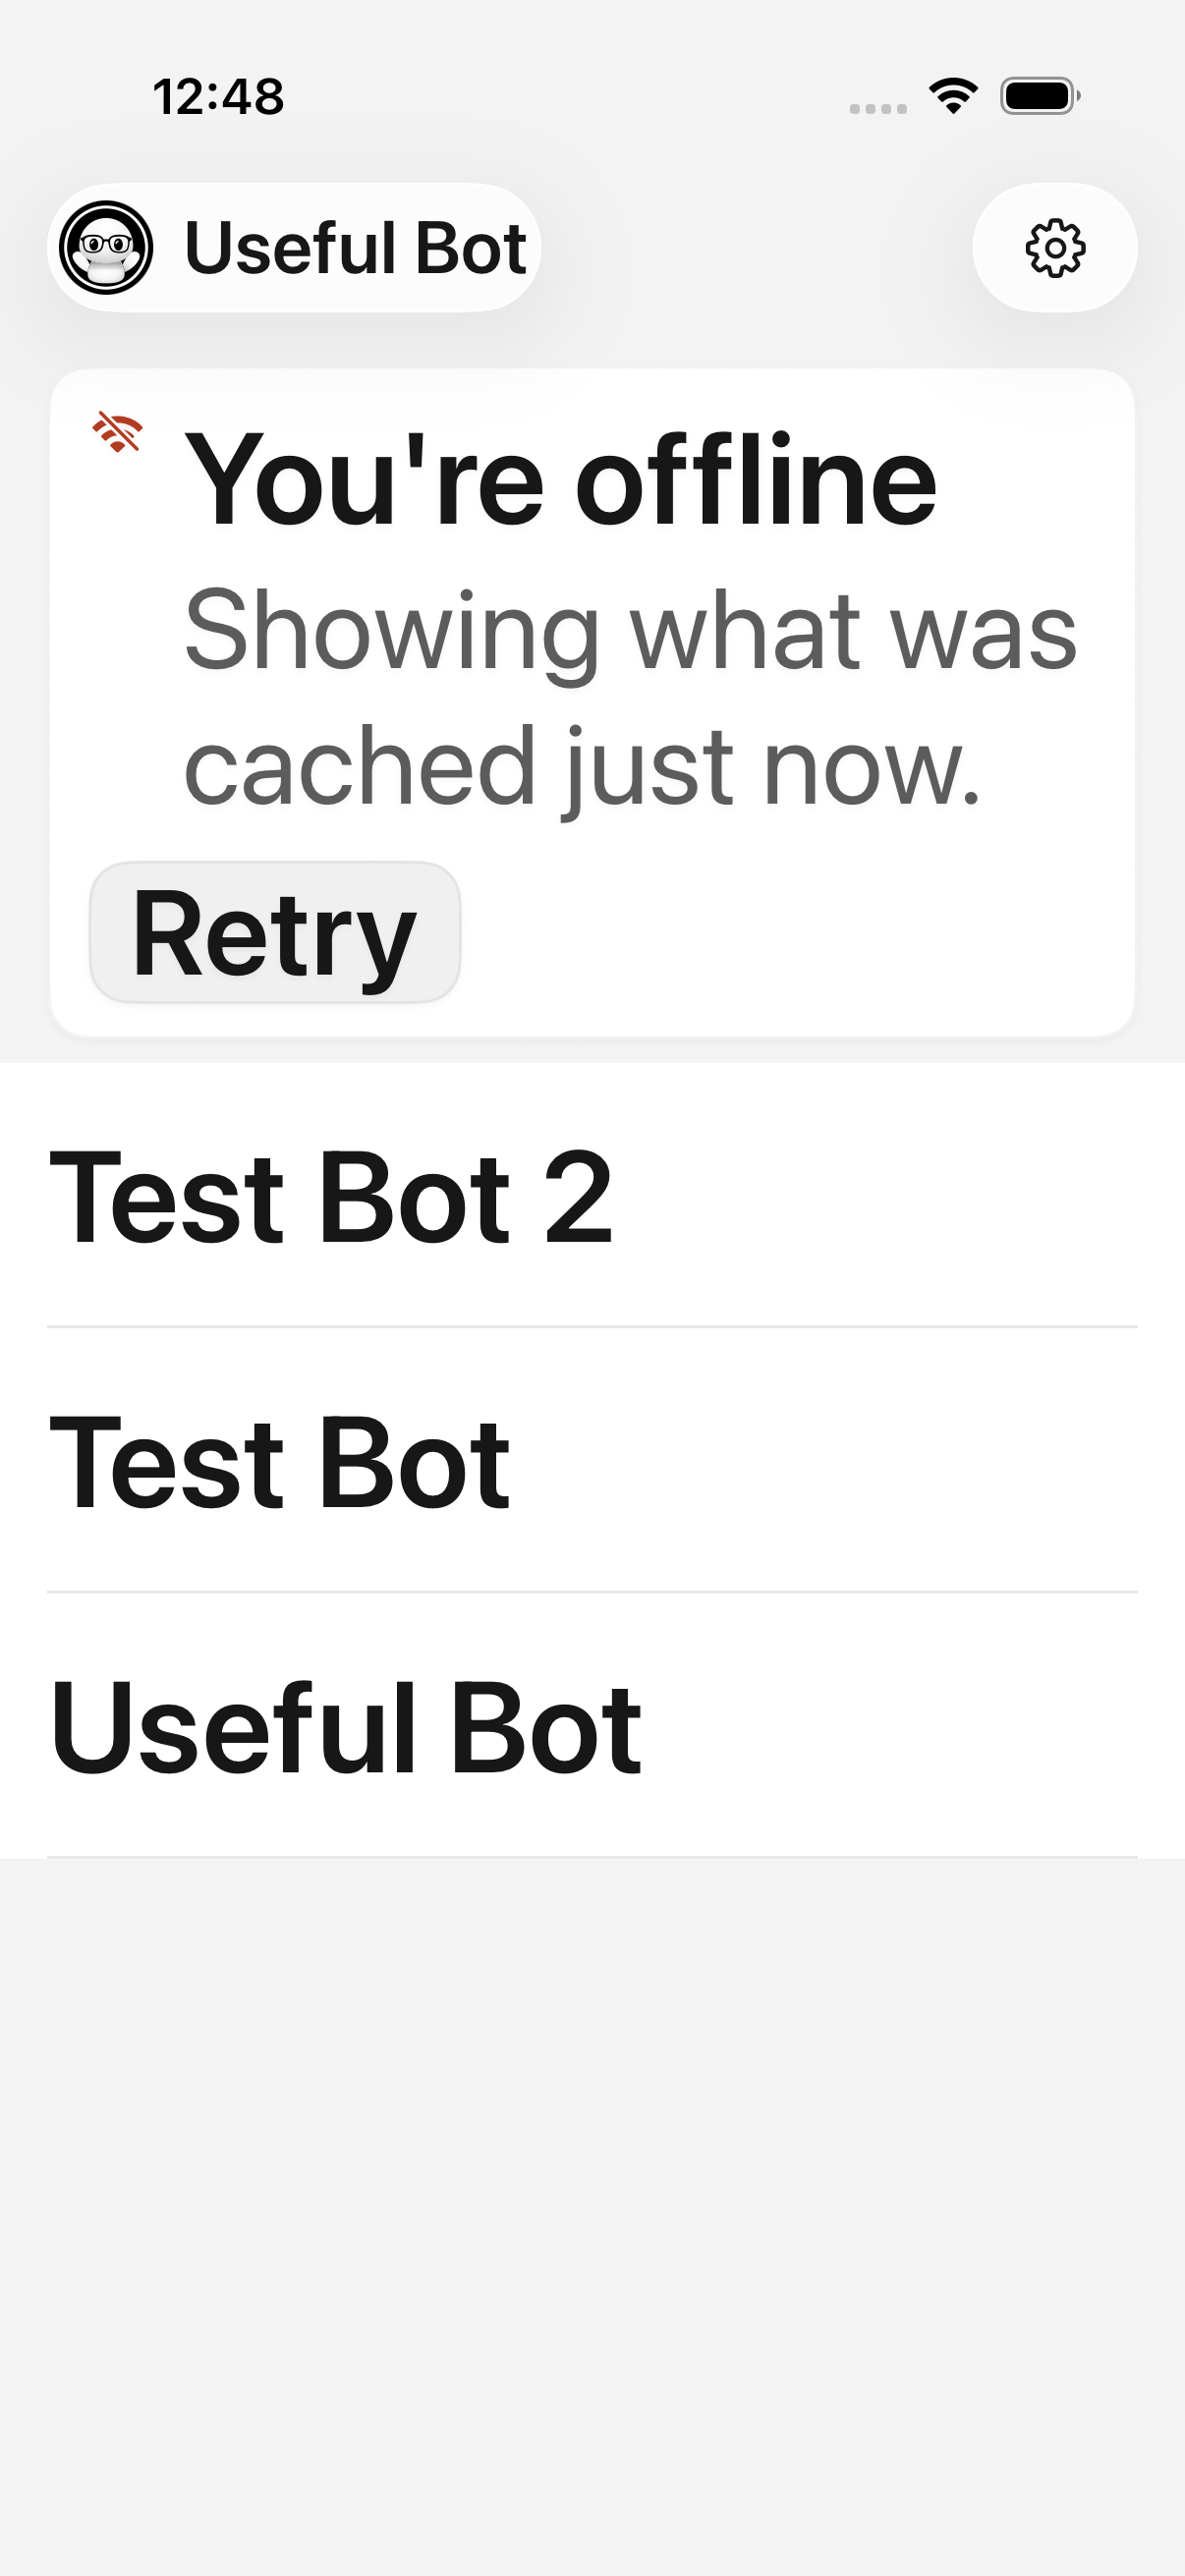 12:48
Useful Bot
You're offline
Showing what was
cached just now.
Retry
Test Bot 2
Test Bot
Useful Bot